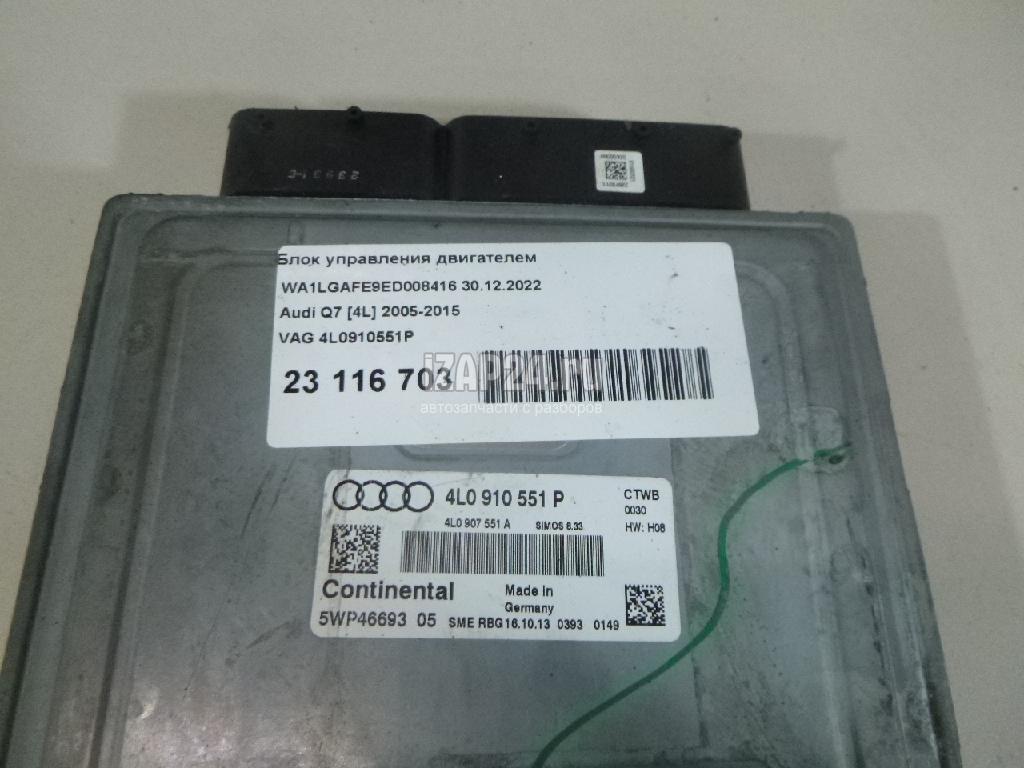 23931-C
Блок управления двигателем
WA1LGAFE9ED008416 30.12.2022
Audi Q7 [4L] 2005-2015
VAG 4L0910551P
23 116 703
iZAP24.ru
автозапчасти с разборов
4L0 910 551 P
CTWB
0030
4L0 907 551 A
SIMOS 8.33
HW: H08
Continental
Made in
Germany
5WP46693 05
SME RBG 16.10.13 0393 0149